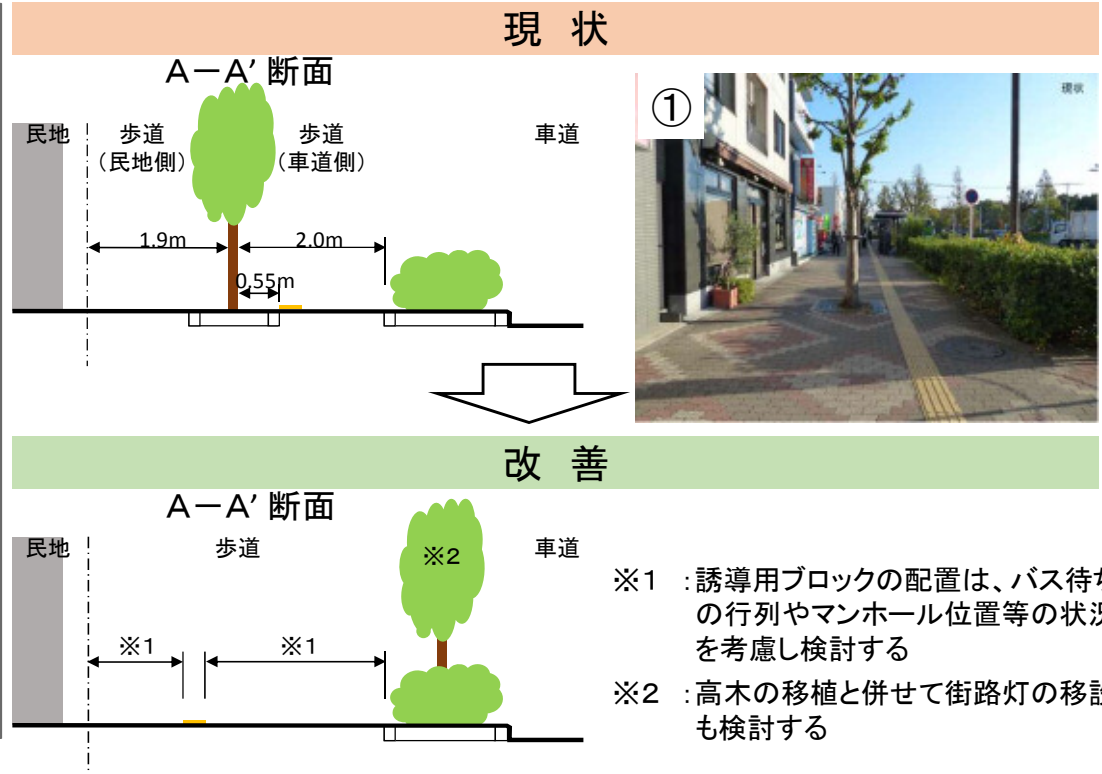 現 状
A-A' 断面
民地
歩道
（民地側）
歩道
（車道側）
車道
1.9m
2.0m
0.55m
①
現状
改 善
A-A' 断面
民地
歩道
※2
車道
※1
※1
※1 ：誘導用ブロックの配置は、バス待ち
の行列やマンホール位置等の状況
を考慮し検討する
※2 ：高木の移植と併せて街路灯の移設
も検討する